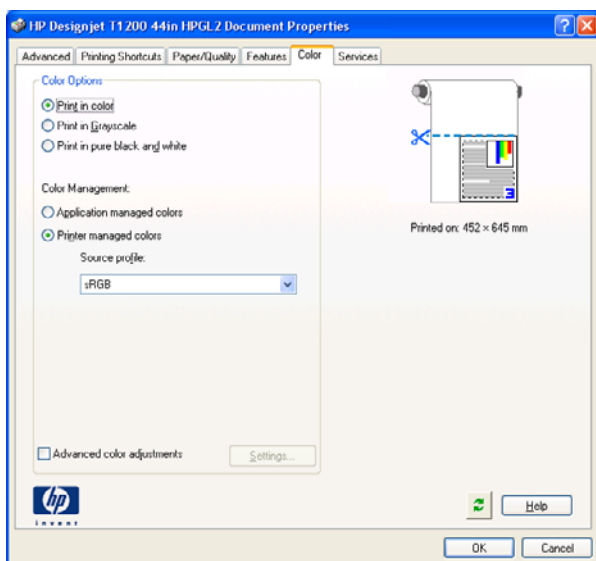 HP Designjet T1200 44in HPGL2 Document Properties
Advanced Printing Shortcuts Paper/Quality Features Color Services
Color Options
Print in color
Print in Grayscale
Print in pure black and white
Color Management:
Application managed colors
Printer managed colors
Source profile:
sRGB
Advanced color adjustments
Settings...
3
Printed on: 452 × 645 mm
hp
invent
Help
OK
Cancel